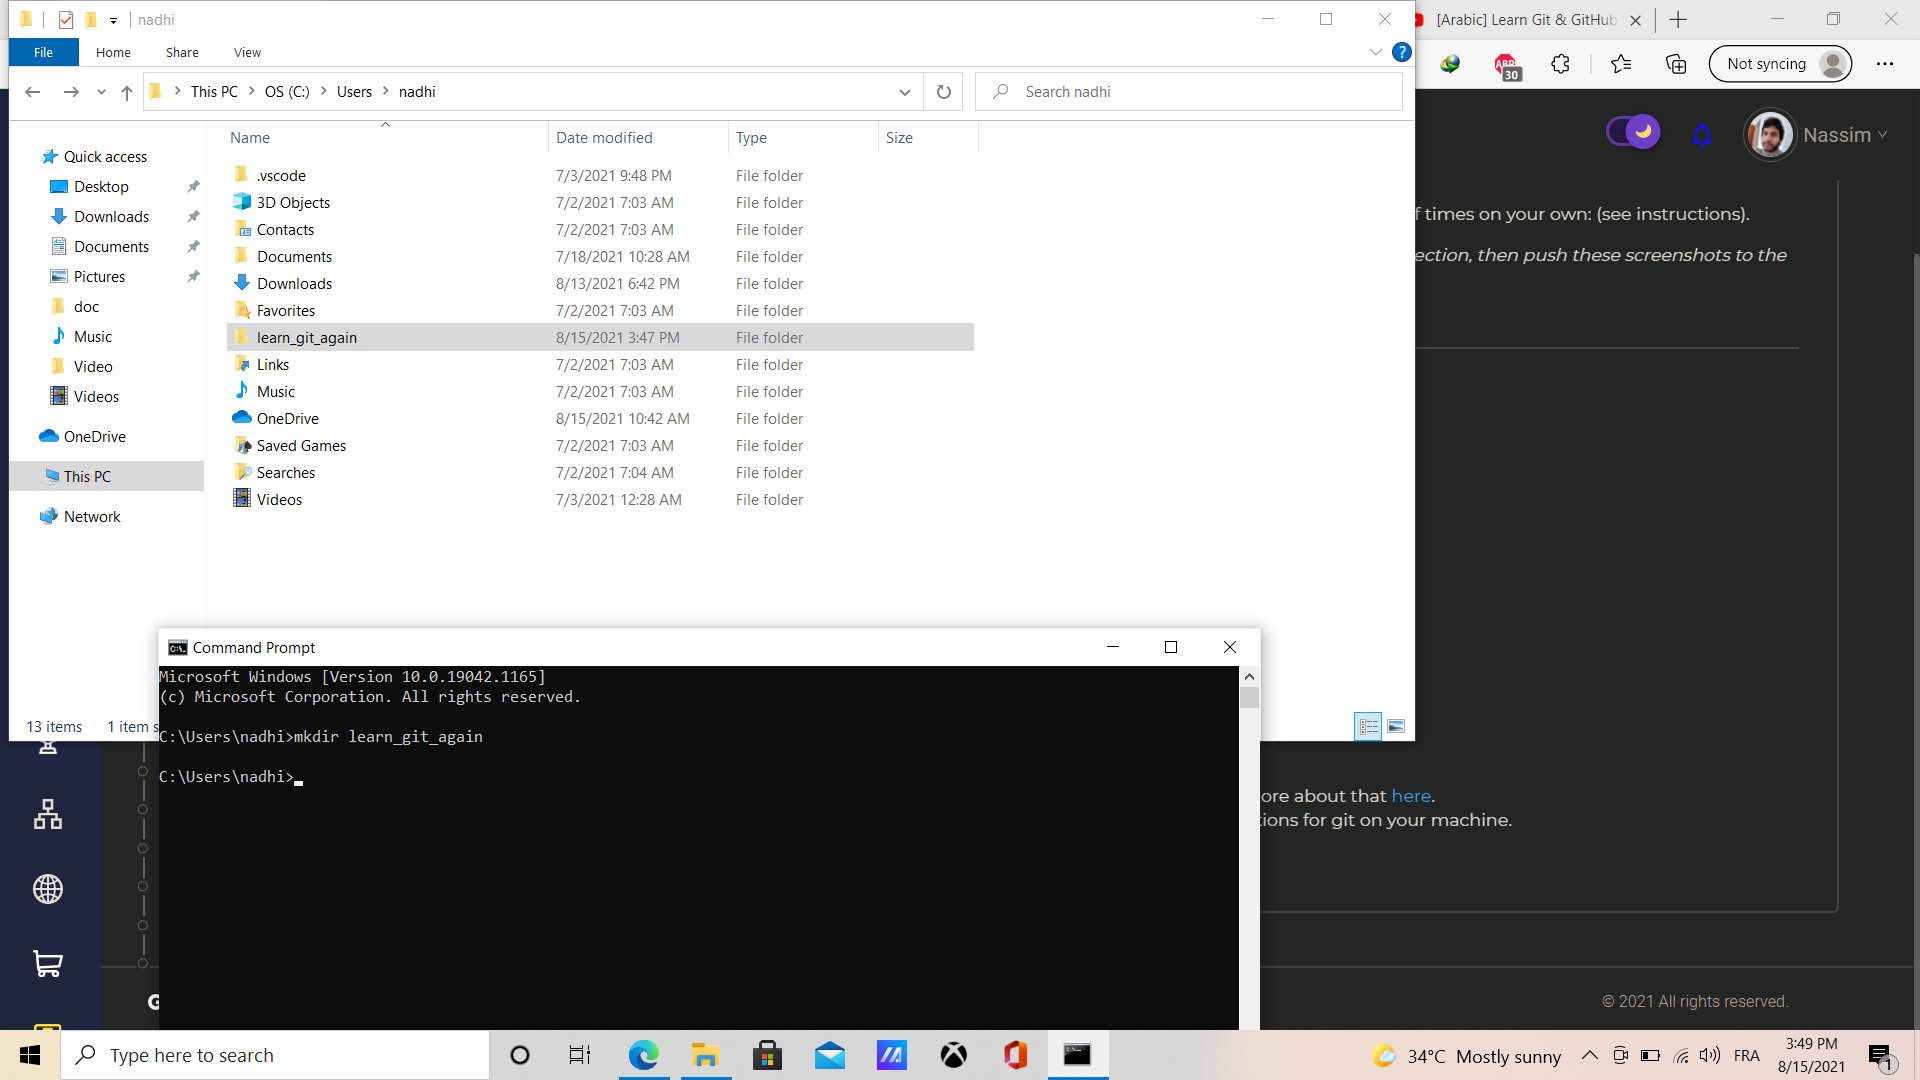 nadhi
[Arabic] Learn Git & GitHub
File Home Share View
ABP 30 Not syncing
This PC OS (C:) Users nadhi Search nadhi
Nassim
Name Date modified Type Size
Quick access
Desktop
Downloads
Documents
Pictures
doc
Music
Video
Videos
OneDrive
This PC
Network
.vscode 7/3/2021 9:48 PM File folder
3D Objects 7/2/2021 7:03 AM File folder
Contacts 7/2/2021 7:03 AM File folder
Documents 7/18/2021 10:28 AM File folder
Downloads 8/13/2021 6:42 PM File folder
Favorites 7/2/2021 7:03 AM File folder
learn_git_again 8/15/2021 3:47 PM File folder
Links 7/2/2021 7:03 AM File folder
Music 7/2/2021 7:03 AM File folder
OneDrive 8/15/2021 10:42 AM File folder
Saved Games 7/2/2021 7:03 AM File folder
Searches 7/2/2021 7:04 AM File folder
Videos 7/3/2021 12:28 AM File folder
f times on your own: (see instructions).
ection, then push these screenshots to the
13 items 1 item s
Command Prompt
Microsoft Windows [Version 10.0.19042.1165]
(c) Microsoft Corporation. All rights reserved.
C:\Users\nadhi>mkdir learn_git_again
C:\Users\nadhi>
ore about that here.
tions for git on your machine.
G
© 2021 All rights reserved.
Type here to search
34°C Mostly sunny
FRA
3:49 PM
8/15/2021
1